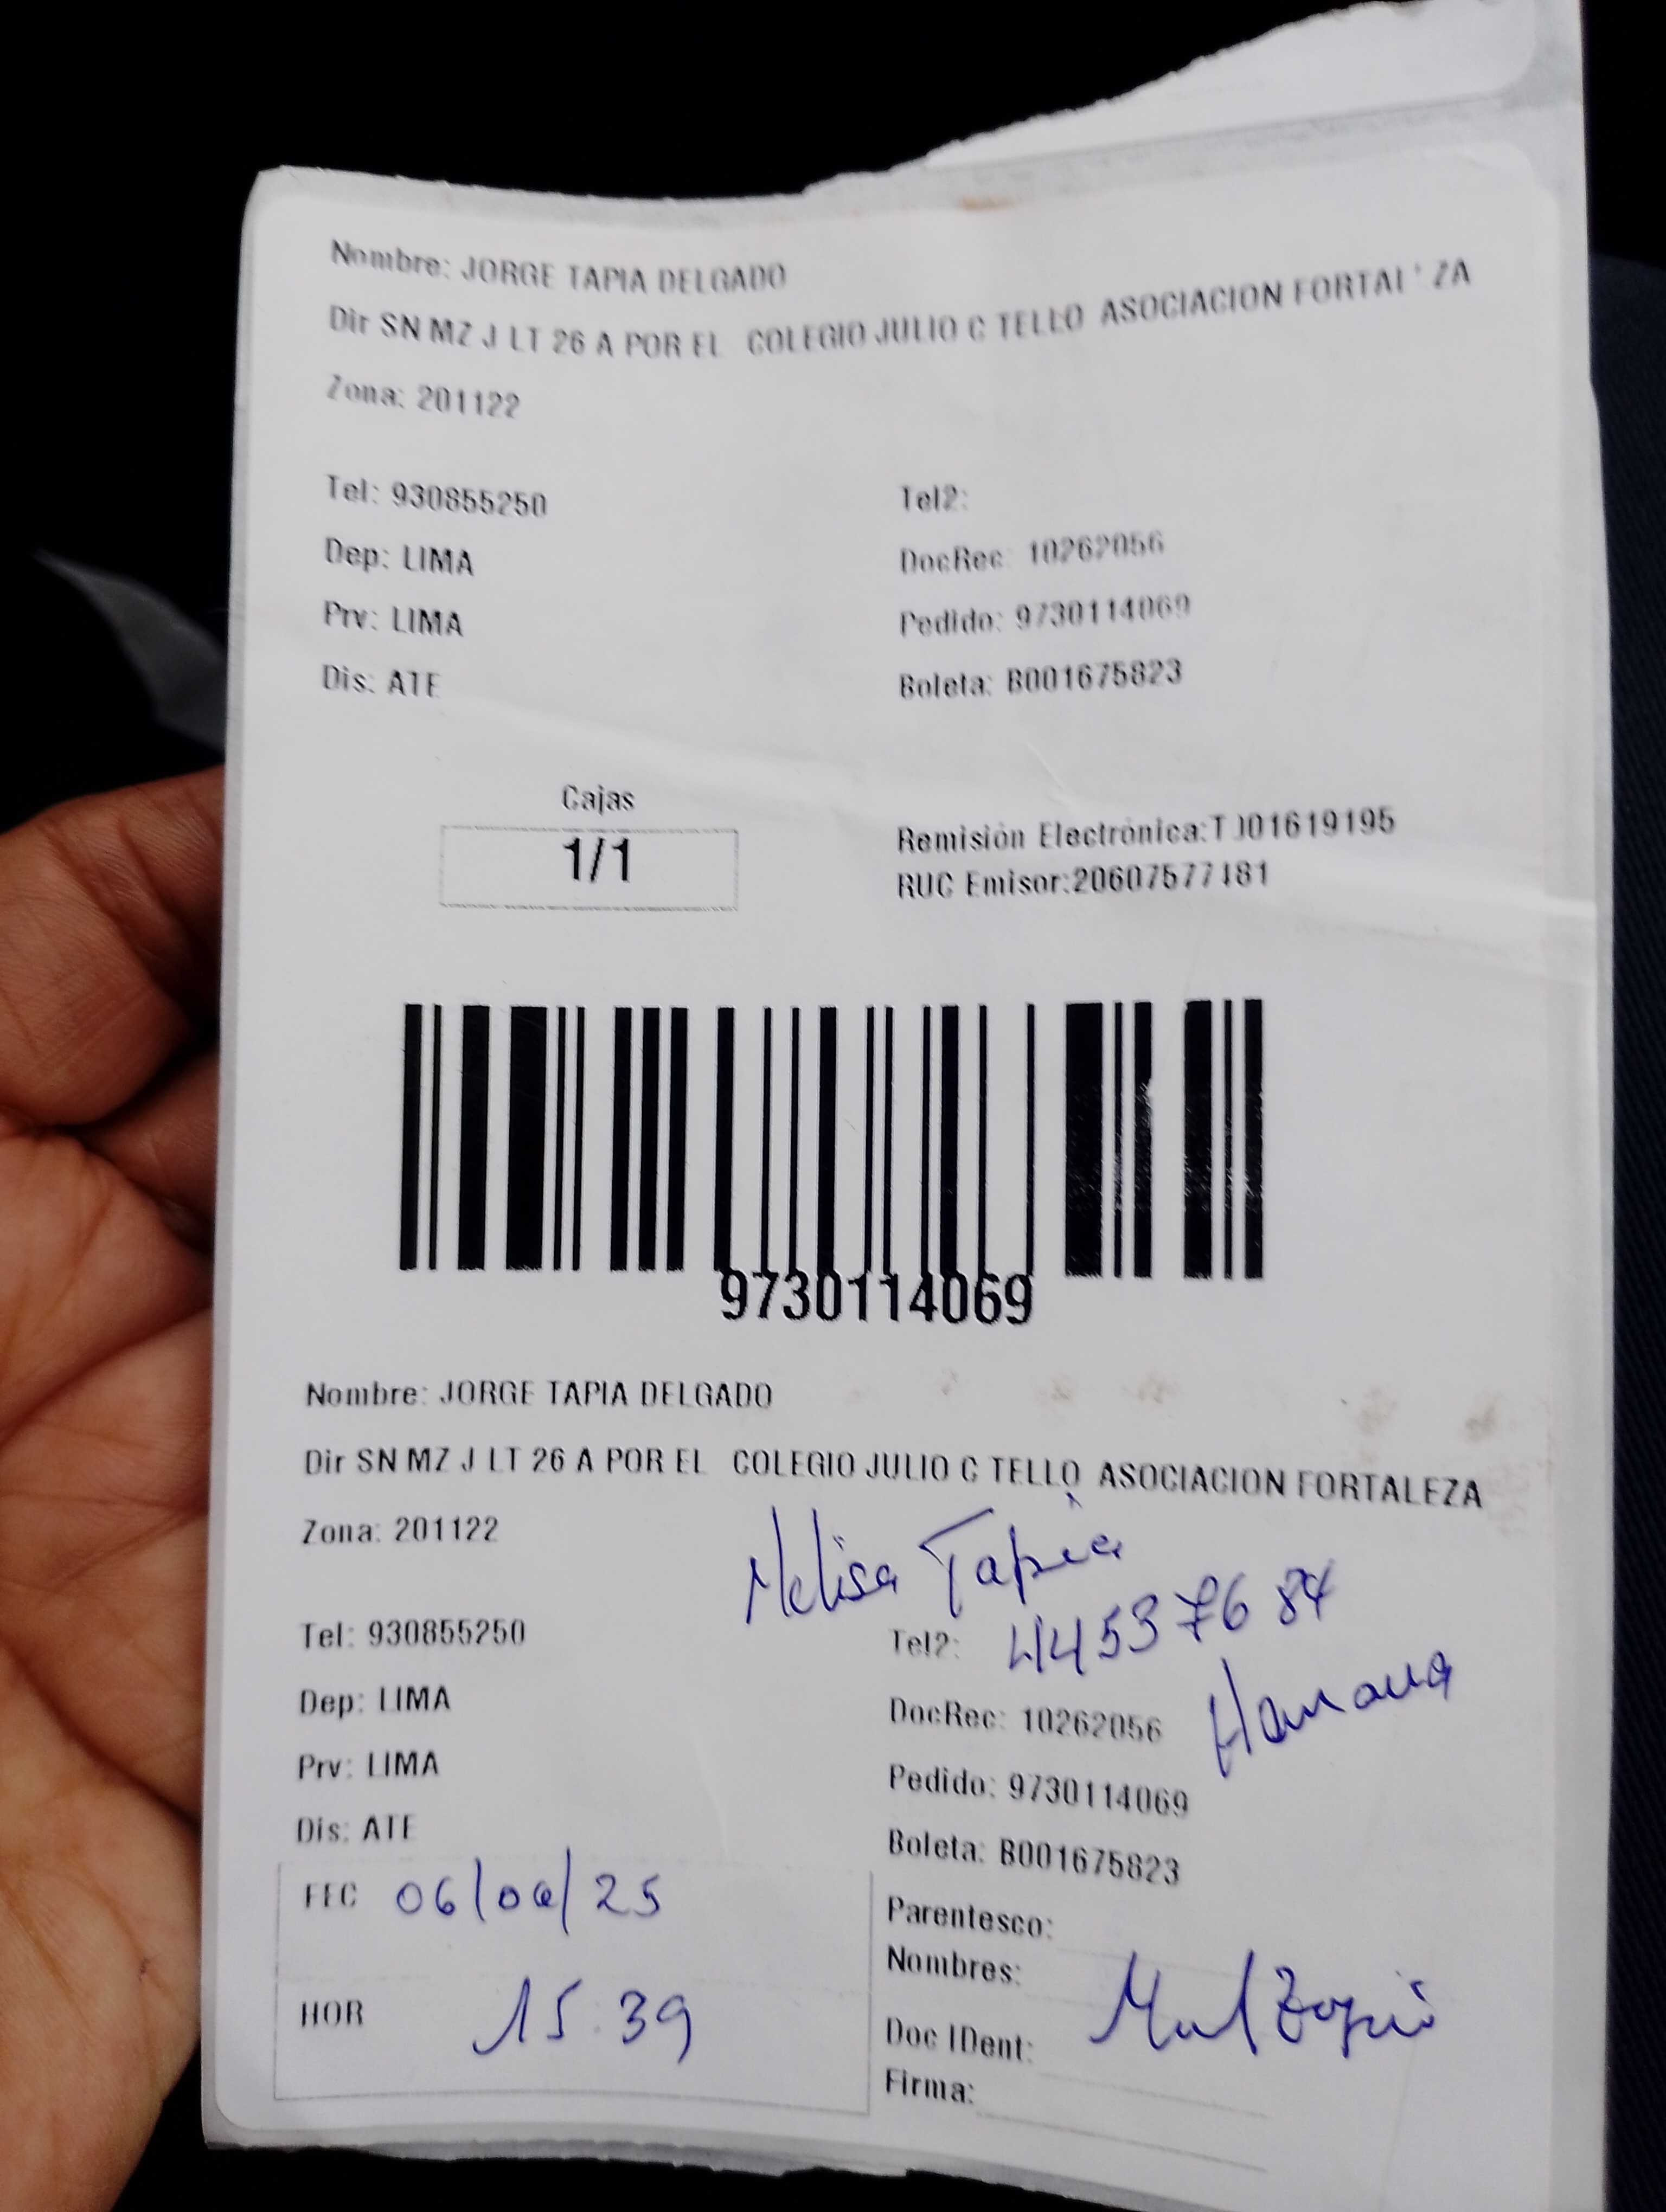 Nombre: JORGE TAPIA DELGADO
Dir SN MZ J LT 26 A POR EL COLEGIO JULIO C TELLO ASOCIACION FORTAL ZA
Zona: 201122
Tel: 930855250 Tel2:
Dep: LIMA DocRec: 10262056
Prv: LIMA Pedido: 9730114069
Dis: ATE Boleta: B001675823
Cajas
1/1
Remisión Electrónica:T001619195
RUC Emisor:20607577481
9730114069
Nombre: JORGE TAPIA DELGADO
Dir SN MZ J LT 26 A POR EL COLEGIO JULIO C TELLO ASOCIACION FORTALEZA
Zona: 201122
Melisa Tapia
Tel: 930855250 Tel2: 44537684
Dep: LIMA DocRec: 10262056
Prv: LIMA Pedido: 9730114069
Dis: ATE Boleta: B001675823
FEC 06/06/25
HOR 15:39
Parentesco:
Nombres:
Doc IDent:
Firma: